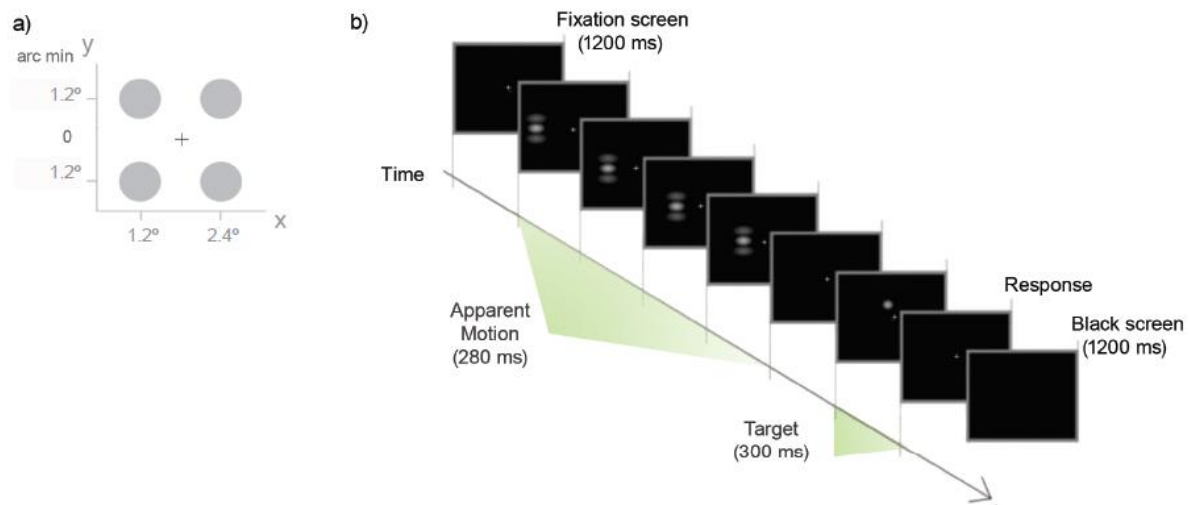 a)
arc min
y
1.2º
0
1.2º
1.2º
2.4º
x
b)
Fixation screen
(1200 ms)
Time
Apparent
Motion
(280 ms)
Target
(300 ms)
Response
Black screen
(1200 ms)